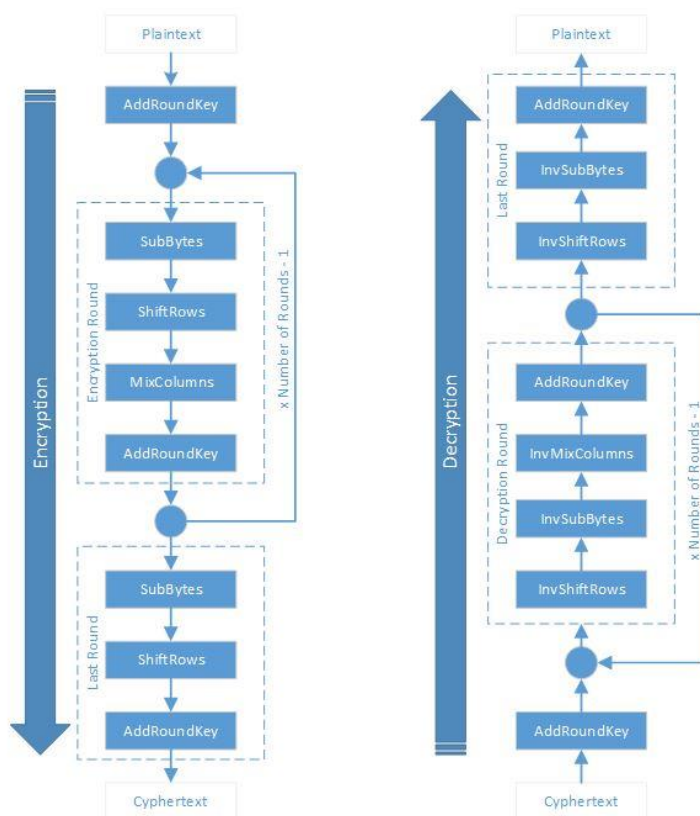 Plaintext
AddRoundKey
SubBytes
ShiftRows
MixColumns
AddRoundKey
Encryption Round
x Number of Rounds - 1
SubBytes
ShiftRows
AddRoundKey
Last Round
Cyphertext
Encryption
Plaintext
AddRoundKey
InvSubBytes
InvShiftRows
Last Round
AddRoundKey
InvMixColumns
InvSubBytes
InvShiftRows
Decryption Round
x Number of Rounds - 1
AddRoundKey
Cyphertext
Decryption